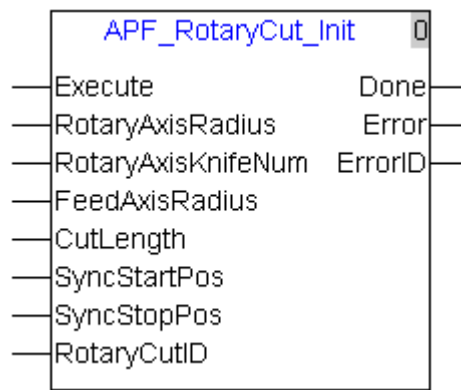 APF_RotaryCut_Init 0
Execute Done
RotaryAxisRadius Error
RotaryAxisKnifeNum ErrorID
FeedAxisRadius
CutLength
SyncStartPos
SyncStopPos
RotaryCutID